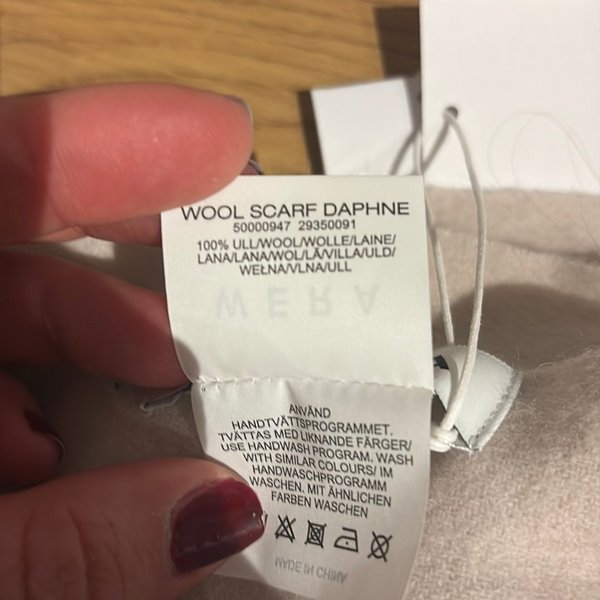 WOOL SCARF DAPHNE
50000947 29350091
100% ULL/WOOL/WOLLE/LAINE/
LANA/LANA/WOL/LÃ/VILLA/ULD/
WEŁNA/VLNA/ULL
WERA
ANVÄND
HANDTVÄTTSPROGRAMMET.
TVÄTTAS MED LIKNANDE FÄRGER/
USE HANDWASH PROGRAM. WASH
WITH SIMILAR COLOURS/ IM
HANDWASCHPROGRAMM
WASCHEN. MIT ÄHNLICHEN
FARBEN WASCHEN
MADE IN CHINA